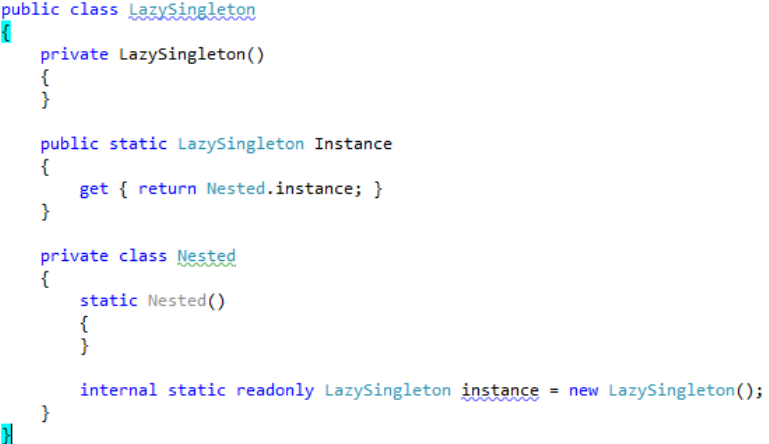 public class LazySingleton
{
    private LazySingleton()
    {
    }

    public static LazySingleton Instance
    {
        get { return Nested.instance; }
    }

    private class Nested
    {
        static Nested()
        {
        }

        internal static readonly LazySingleton instance = new LazySingleton();
    }
}